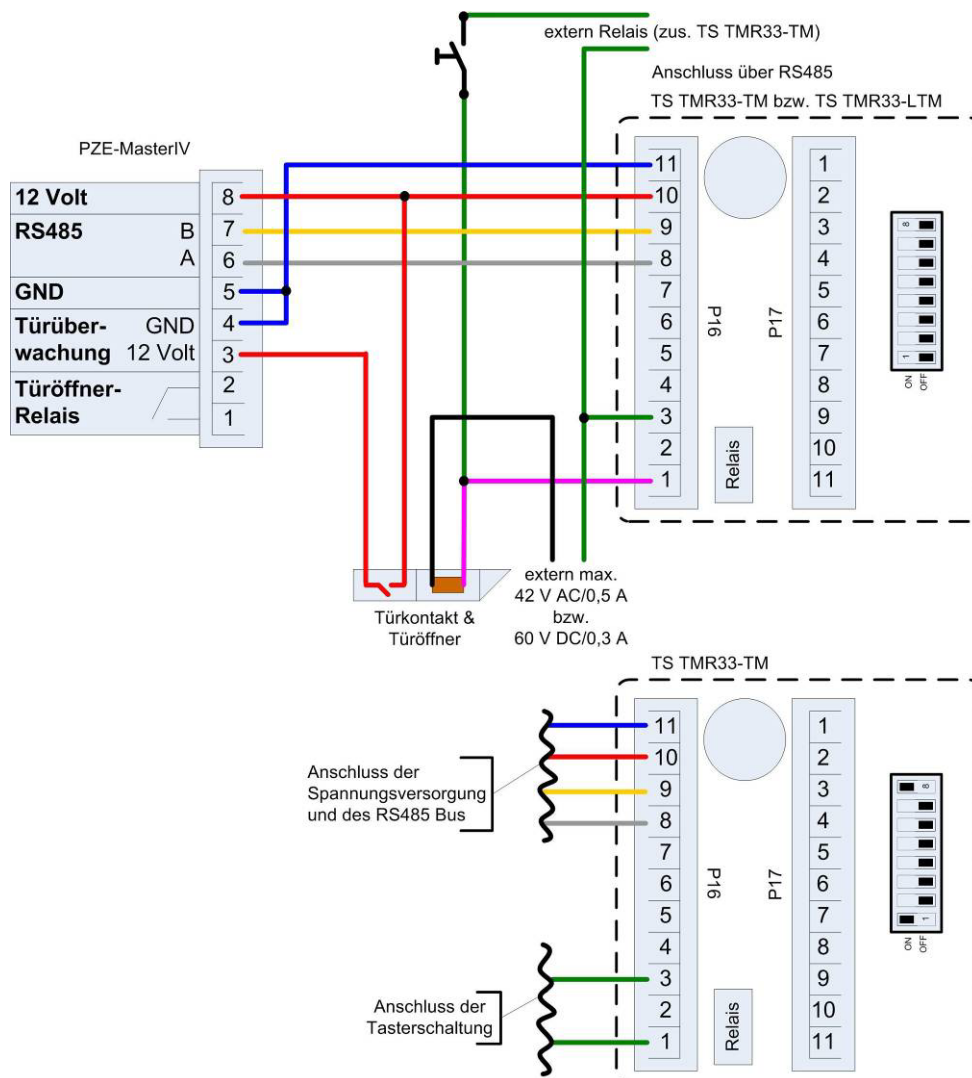 extern Relais (zus. TS TMR33-TM)
Anschluss über RS485
TS TMR33-TM bzw. TS TMR33-LTM
PZE-MasterIV
12 Volt 8
RS485 B 7
A 6
GND 5
Türüber- GND 4
wachung 12 Volt 3
Türöffner- 2
Relais 1
11
10
9
8
7
6
5
4
3
2
1
P16
Relais
P17
1
2
3
4
5
6
7
8
9
10
11
8
1
ON
OFF
Türkontakt &
Türöffner
extern max.
42 V AC/0,5 A
bzw.
60 V DC/0,3 A
TS TMR33-TM
Anschluss der
Spannungsversorgung
und des RS485 Bus
Anschluss der
Tasterschaltung
11
10
9
8
7
6
5
4
3
2
1
P16
Relais
P17
1
2
3
4
5
6
7
8
9
10
11
8
1
ON
OFF